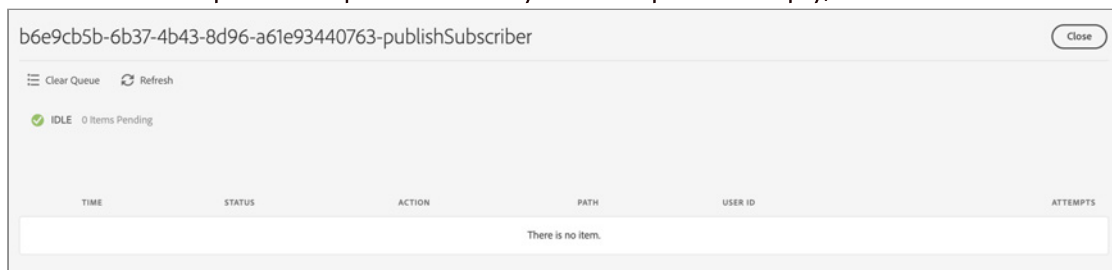 b6e9cb5b-6b37-4b43-8d96-a61e93440763-publishSubscriber
Close
Clear Queue Refresh
IDLE 0 Items Pending
TIME STATUS ACTION PATH USER ID ATTEMPTS
There is no item.